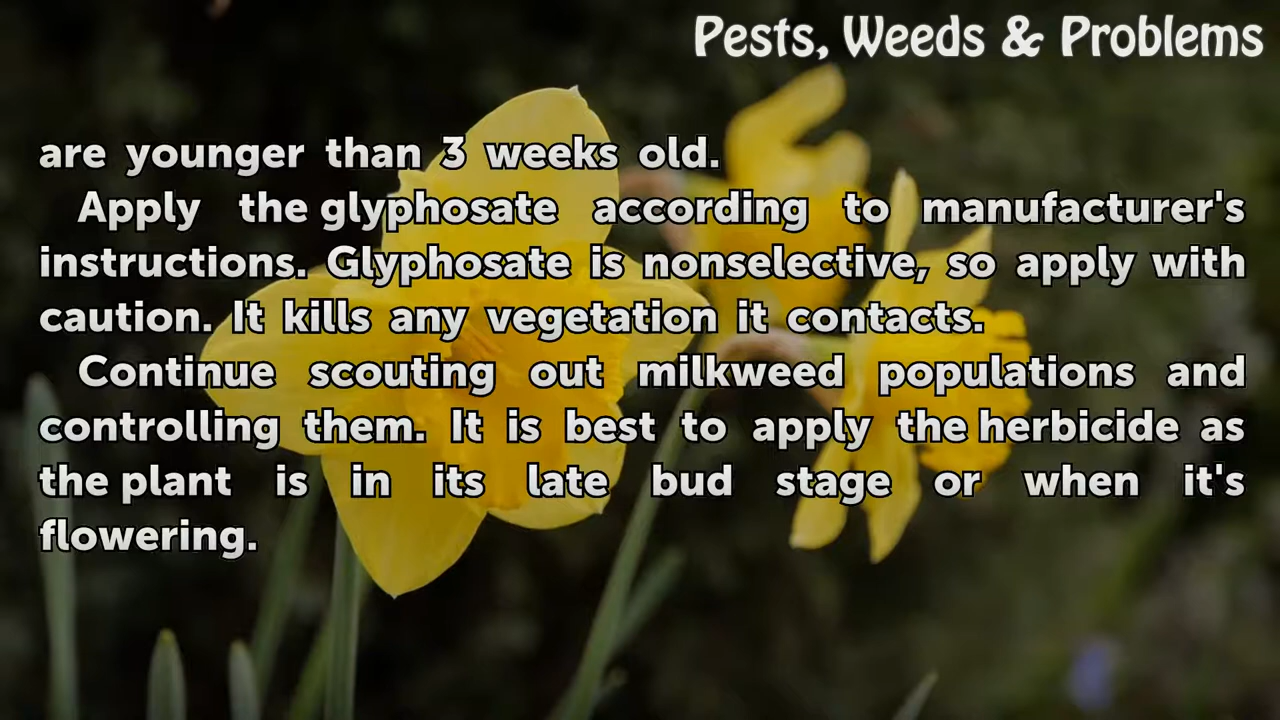 Pests, Weeds & Problems
are younger than 3 weeks old.
Apply the glyphosate according to manufacturer's
instructions. Glyphosate is nonselective, so apply with
caution. It kills any vegetation it contacts.
Continue scouting out milkweed populations and
controlling them. It is best to apply the herbicide as
the plant is in its late bud stage or when it's
flowering.